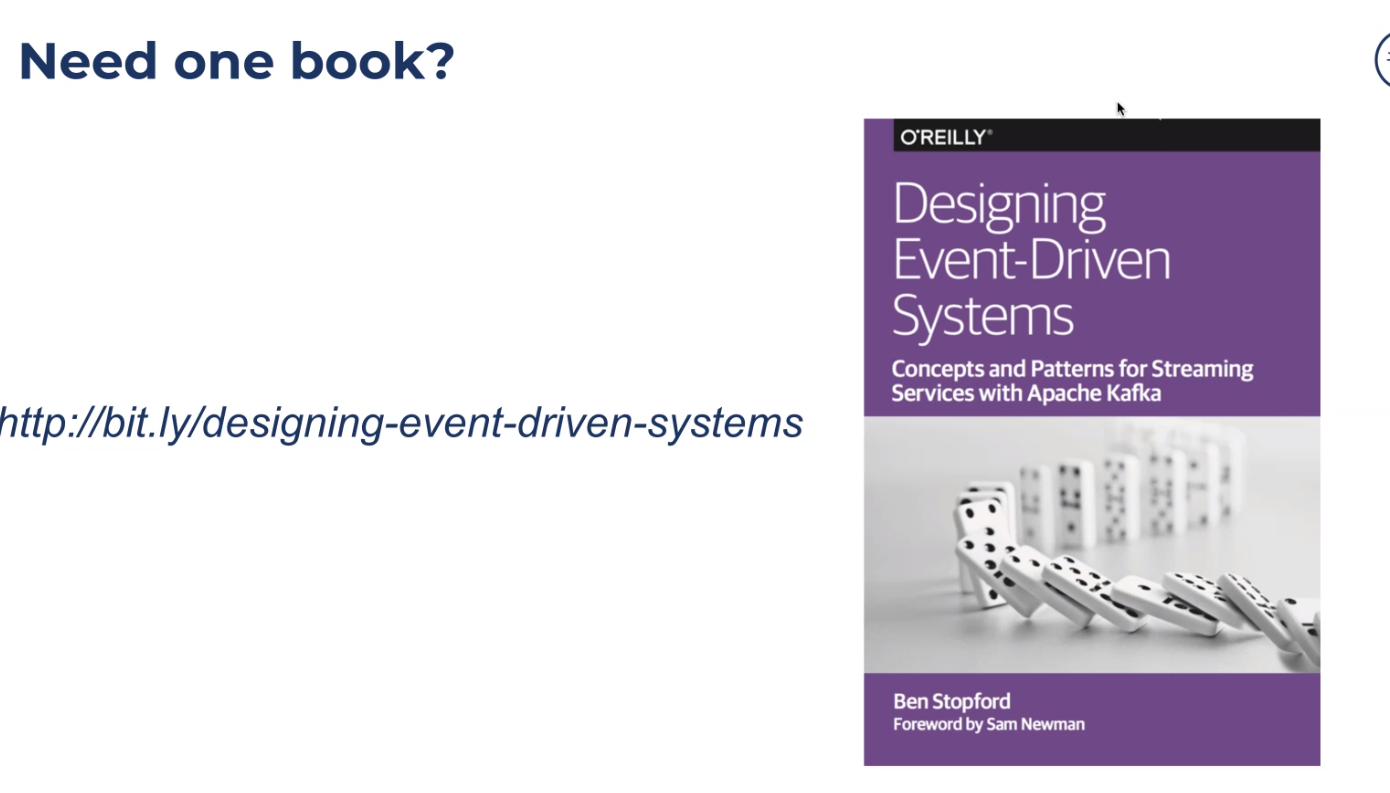 Need one book?
http://bit.ly/designing-event-driven-systems
O'REILLY®
Designing
Event-Driven
Systems
Concepts and Patterns for Streaming
Services with Apache Kafka
Ben Stopford
Foreword by Sam Newman